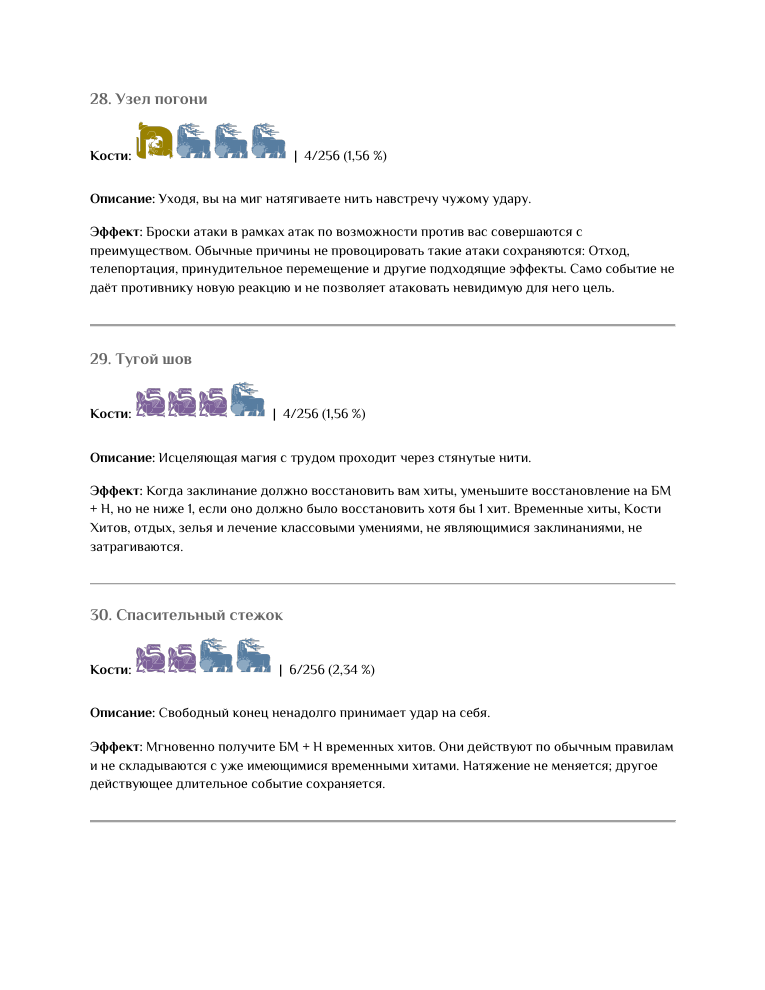 28. Узел погони
Кости: | 4/256 (1,56 %)
Описание: Уходя, вы на миг натягиваете нить навстречу чужому удару.
Эффект: Броски атаки в рамках атак по возможности против вас совершаются с
преимуществом. Обычные причины не провоцировать такие атаки сохраняются: Отход,
телепортация, принудительное перемещение и другие подходящие эффекты. Само событие не
даёт противнику новую реакцию и не позволяет атаковать невидимую для него цель.
29. Тугой шов
Кости: | 4/256 (1,56 %)
Описание: Исцеляющая магия с трудом проходит через стянутые нити.
Эффект: Когда заклинание должно восстановить вам хиты, уменьшите восстановление на БМ
+ Н, но не ниже 1, если оно должно было восстановить хотя бы 1 хит. Временные хиты, Кости
Хитов, отдых, зелья и лечение классовыми умениями, не являющимися заклинаниями, не
затрагиваются.
30. Спасительный стежок
Кости: | 6/256 (2,34 %)
Описание: Свободный конец ненадолго принимает удар на себя.
Эффект: Мгновенно получите БМ + Н временных хитов. Они действуют по обычным правилам
и не складываются с уже имеющимися временными хитами. Натяжение не меняется; другое
действующее длительное событие сохраняется.